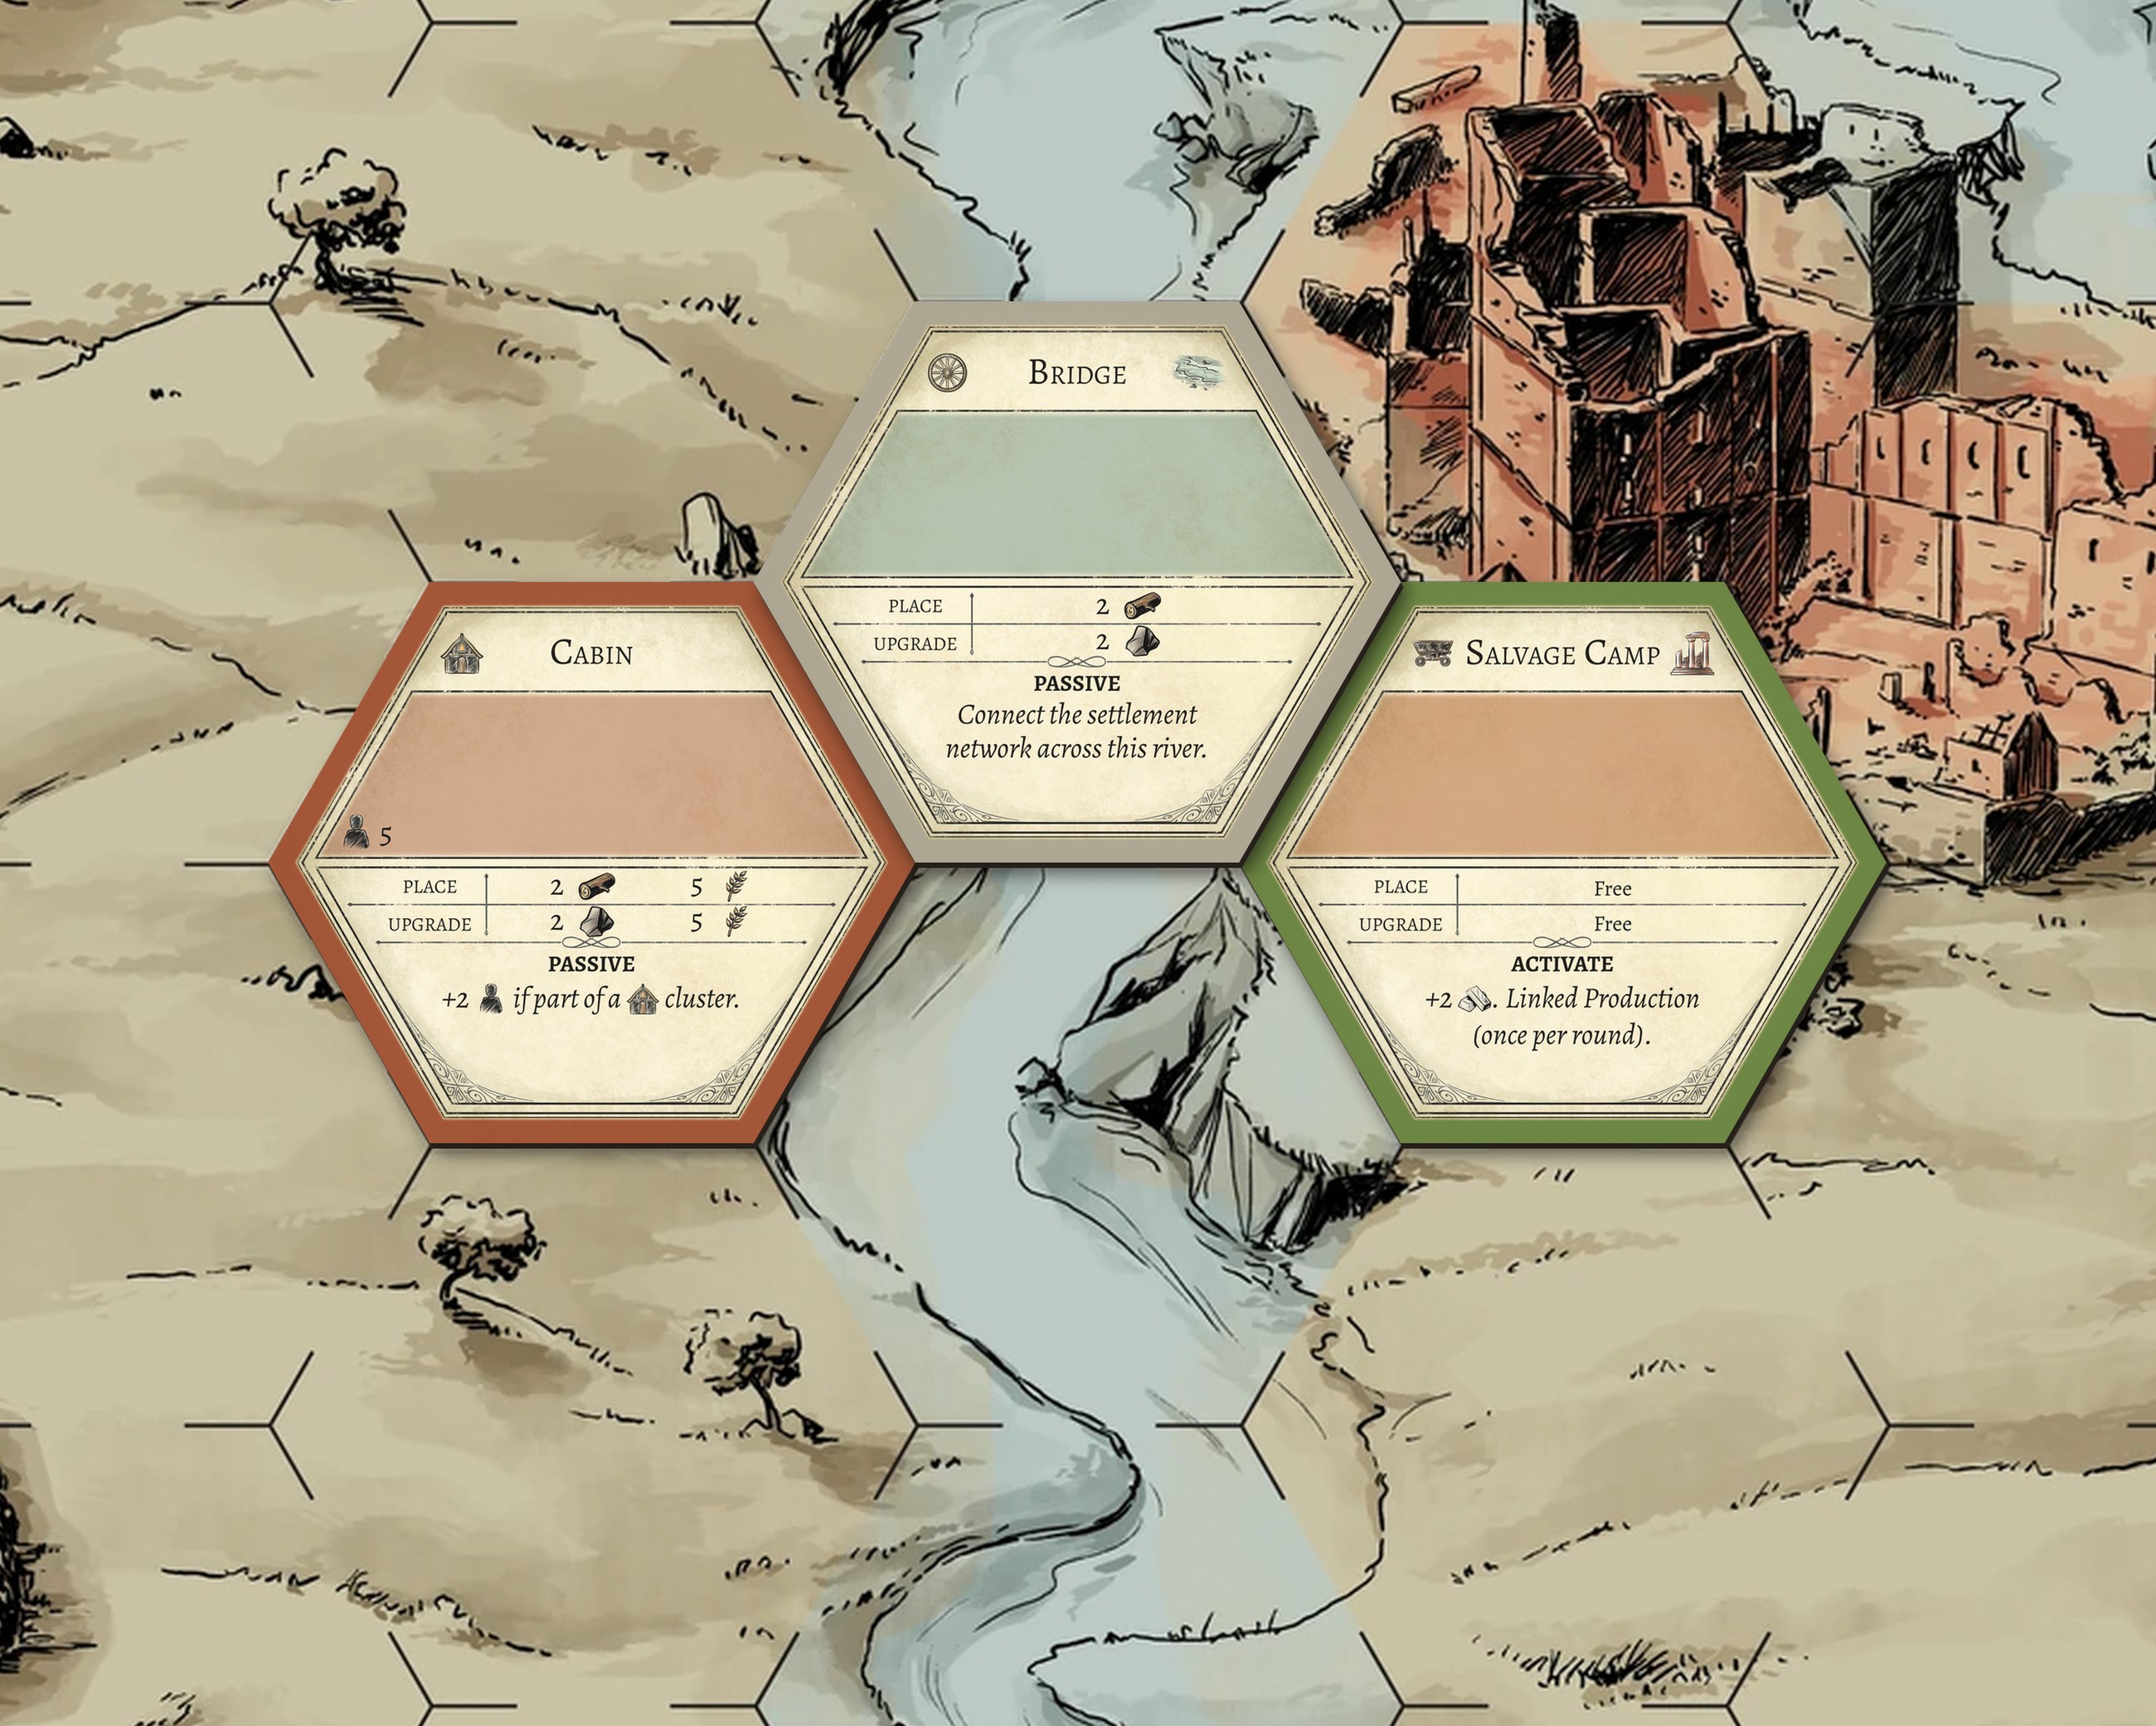 Bridge
PLACE 2
UPGRADE 2
PASSIVE
Connect the settlement
network across this river.
Cabin
5
PLACE 2 5
UPGRADE 2 5
PASSIVE
+2 if part of a cluster.
Salvage Camp
PLACE Free
UPGRADE Free
ACTIVATE
+2 . Linked Production
(once per round).